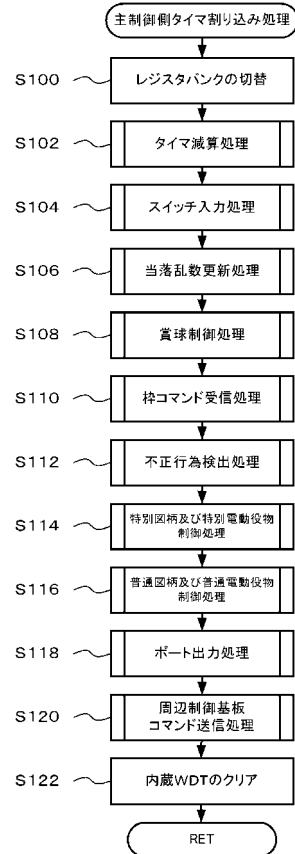 主制御側タイマ割り込み処理
S100 レジスタバンクの切替
S102 タイマ減算処理
S104 スイッチ入力処理
S106 当落乱数更新処理
S108 賞球制御処理
S110 枠コマンド受信処理
S112 不正行為検出処理
S114 特別図柄及び特別電動役物
制御処理
S116 普通図柄及び普通電動役物
制御処理
S118 ポート出力処理
S120 周辺制御基板
コマンド送信処理
S122 内蔵WDTのクリア
RET